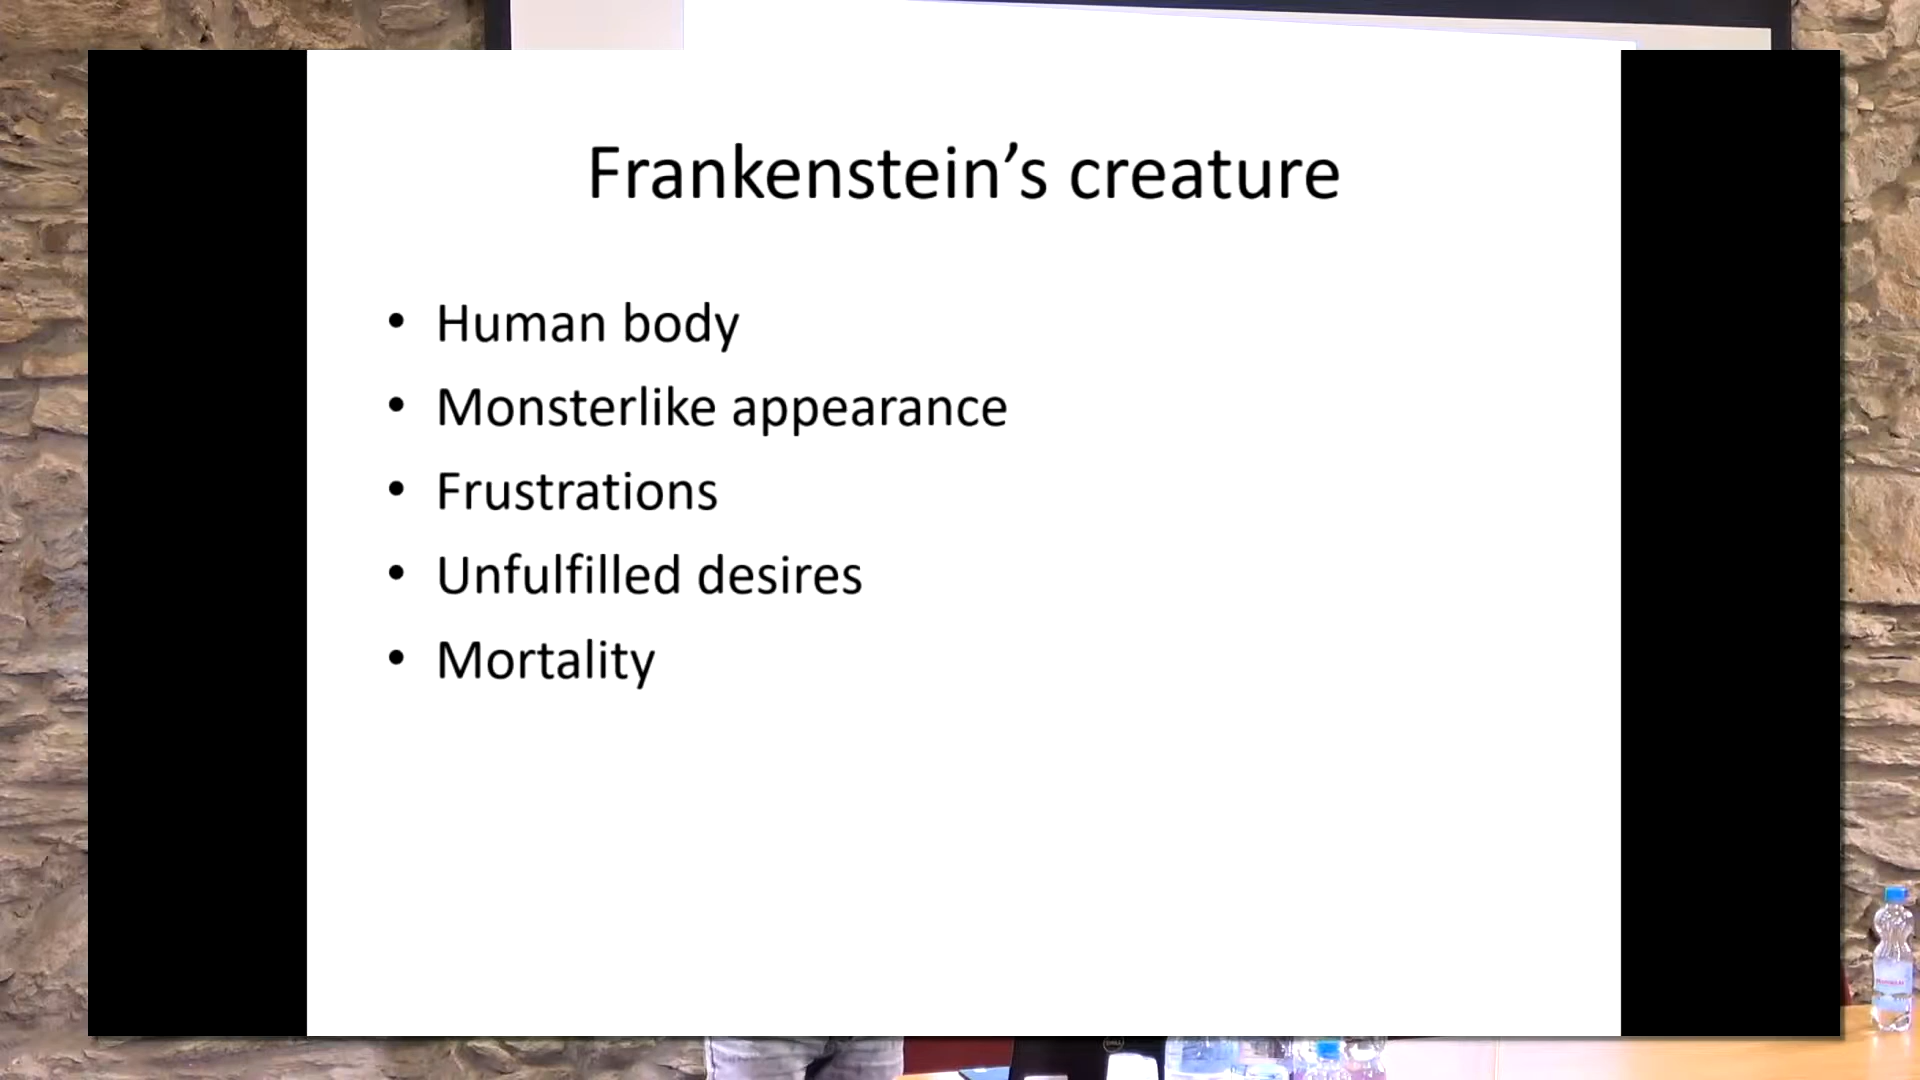 Frankenstein’s creature
• Human body
• Monsterlike appearance
• Frustrations
• Unfulfilled desires
• Mortality